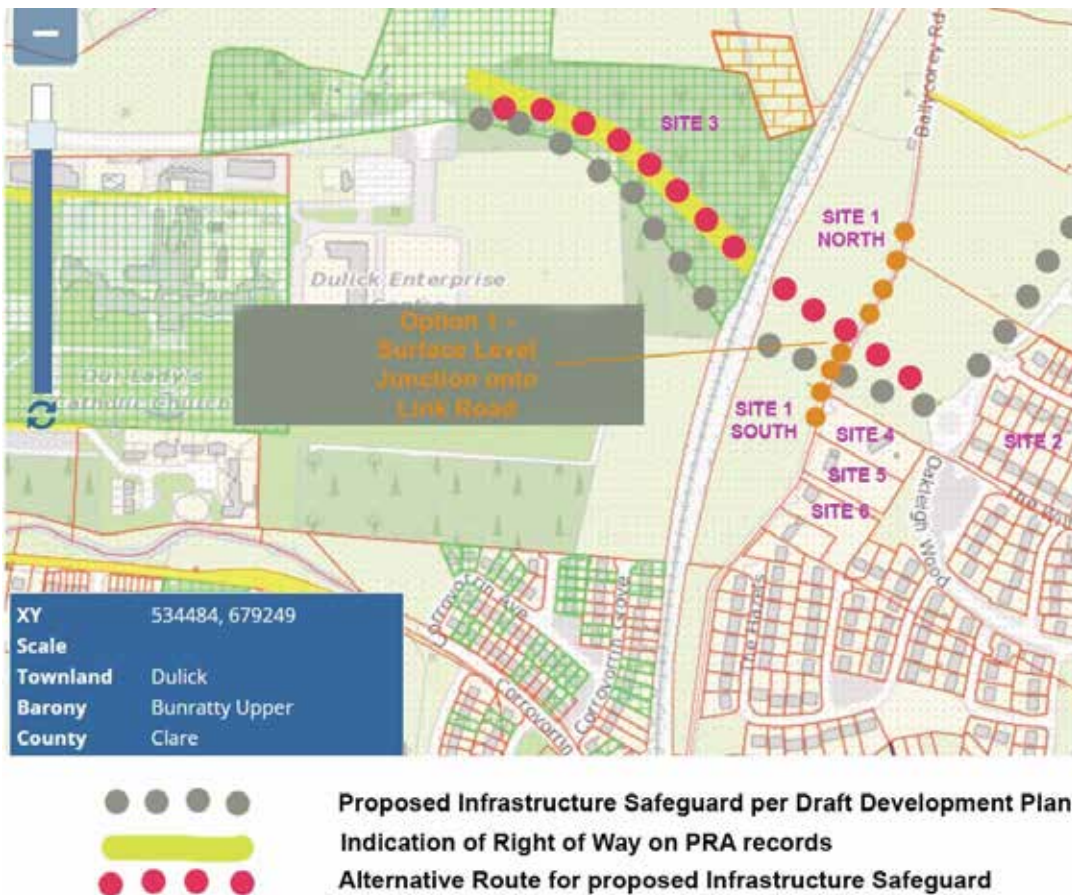 Ballycorey Rd
SITE 3
SITE 1
NORTH
Dulick Enterprise
Option 1 -
Surface Level
Junction onto
Link Road
Our Lady's
SITE 1
SOUTH
SITE 4
SITE 2
SITE 5
SITE 6
Oakleigh Wood
The Hazels
Corrovorrin Ave
Corrovorrin Grove
Corrovorrin
XY 534484, 679249
Scale
Townland Dulick
Barony Bunratty Upper
County Clare
Proposed Infrastructure Safeguard per Draft Development Plan
Indication of Right of Way on PRA records
Alternative Route for proposed Infrastructure Safeguard